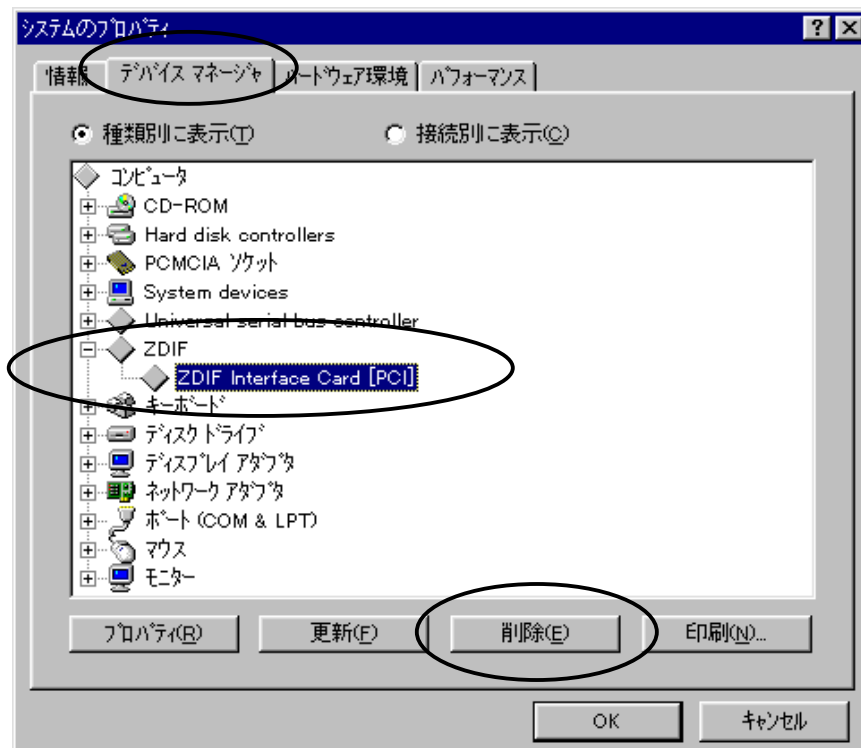 システムのプロパティ
情報 デバイス マネージャ ハードウェア環境 パフォーマンス
種類別に表示(T) 接続別に表示(C)
コンピュータ
CD-ROM
Hard disk controllers
PCMCIA ソケット
System devices
Universal serial bus controller
ZDIF
ZDIF Interface Card [PCI]
キーボード
ディスク ドライブ
ディスプレイ アダプタ
ネットワーク アダプタ
ポート (COM & LPT)
マウス
モニター
プロパティ(R) 更新(F) 削除(E) 印刷(N)...
OK キャンセル